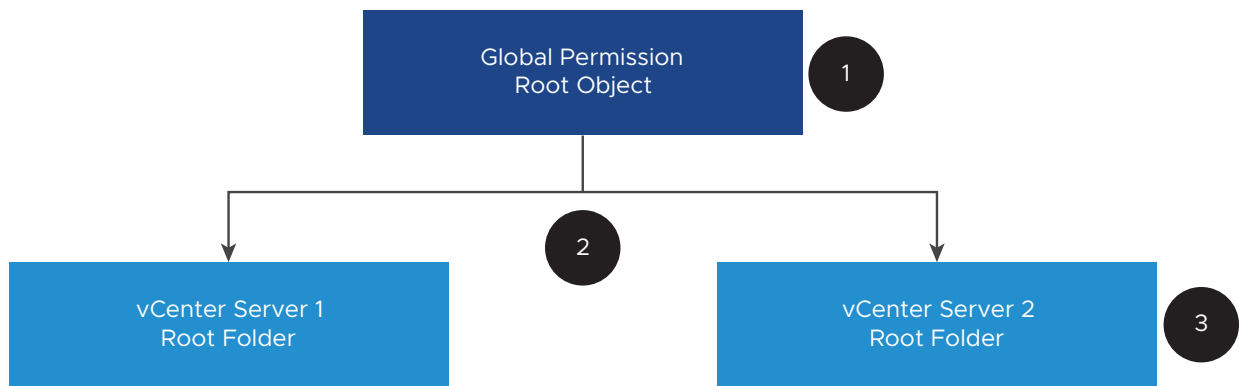 Global Permission
Root Object
1
2
vCenter Server 1
Root Folder
vCenter Server 2
Root Folder
3